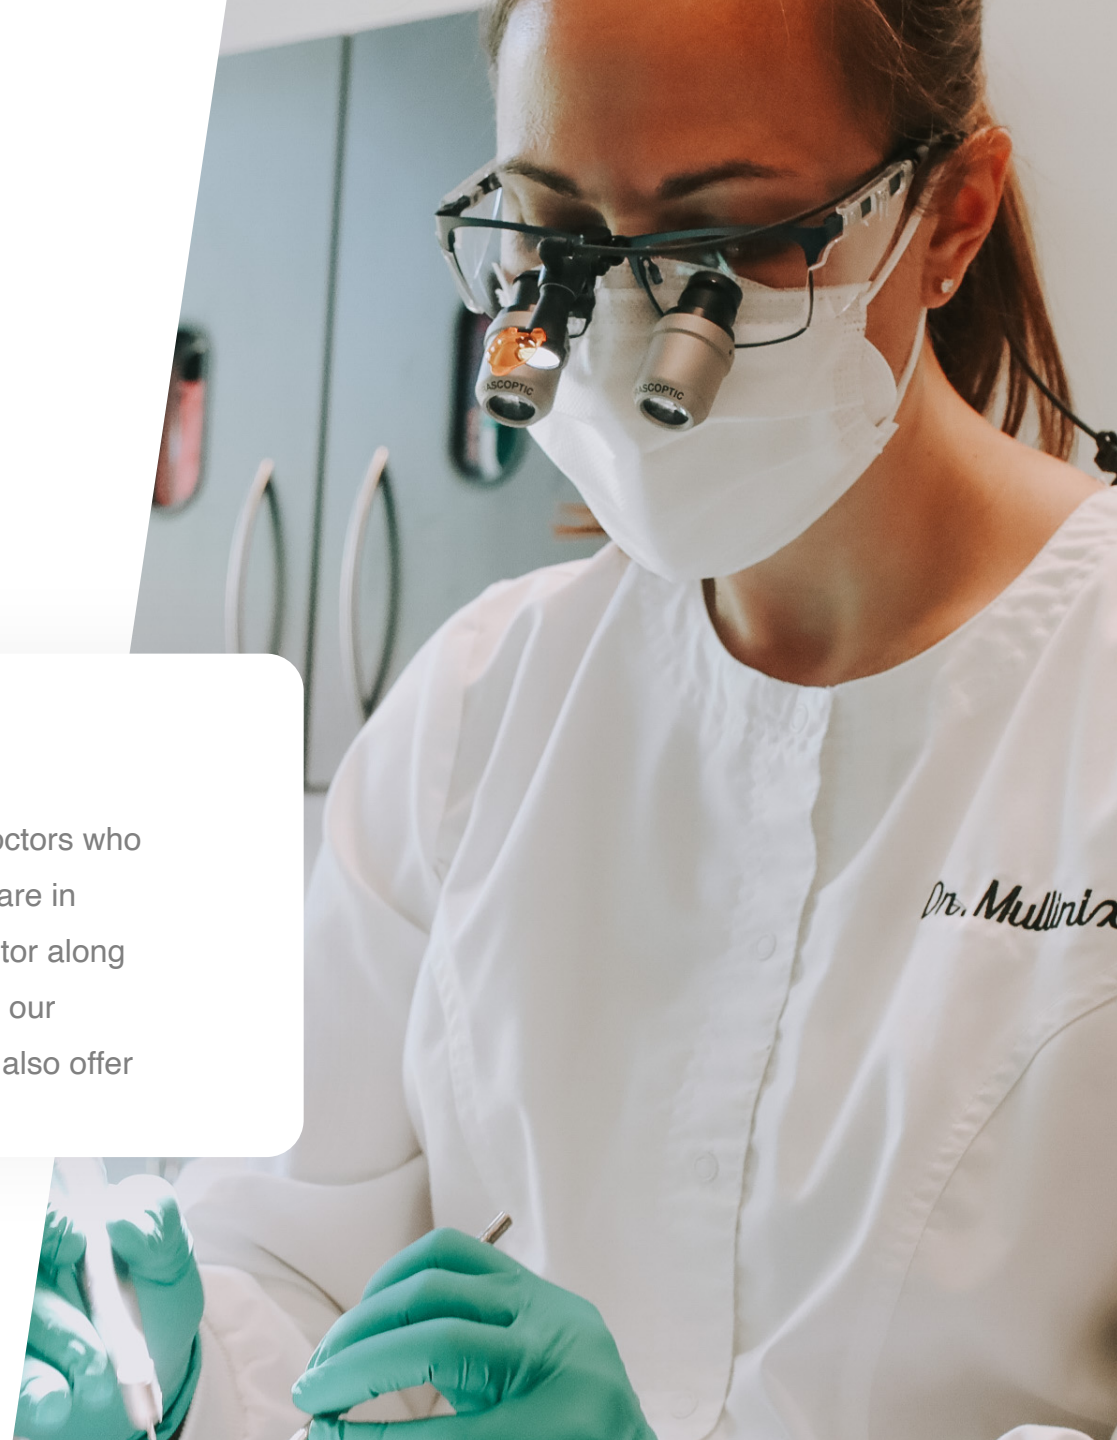 ASCOPTIC
ASCOPTIC
octors who
are in
tor along
our
also offer
Dr. Mullinix